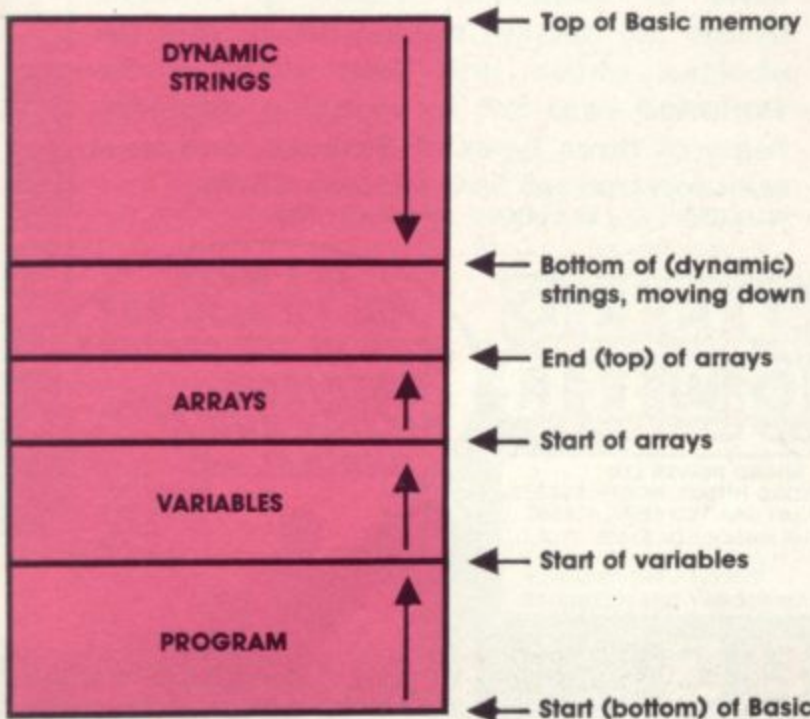 Top of Basic memory
DYNAMIC
STRINGS
Bottom of (dynamic)
strings, moving down
End (top) of arrays
ARRAYS
Start of arrays
VARIABLES
Start of variables
PROGRAM
Start (bottom) of Basic